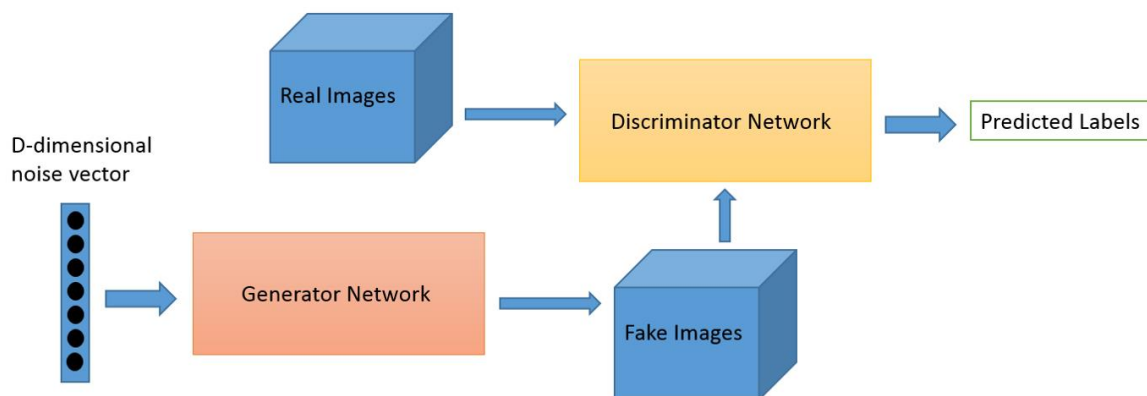 Real Images
Discriminator Network
Predicted Labels
D-dimensional
noise vector
Generator Network
Fake Images